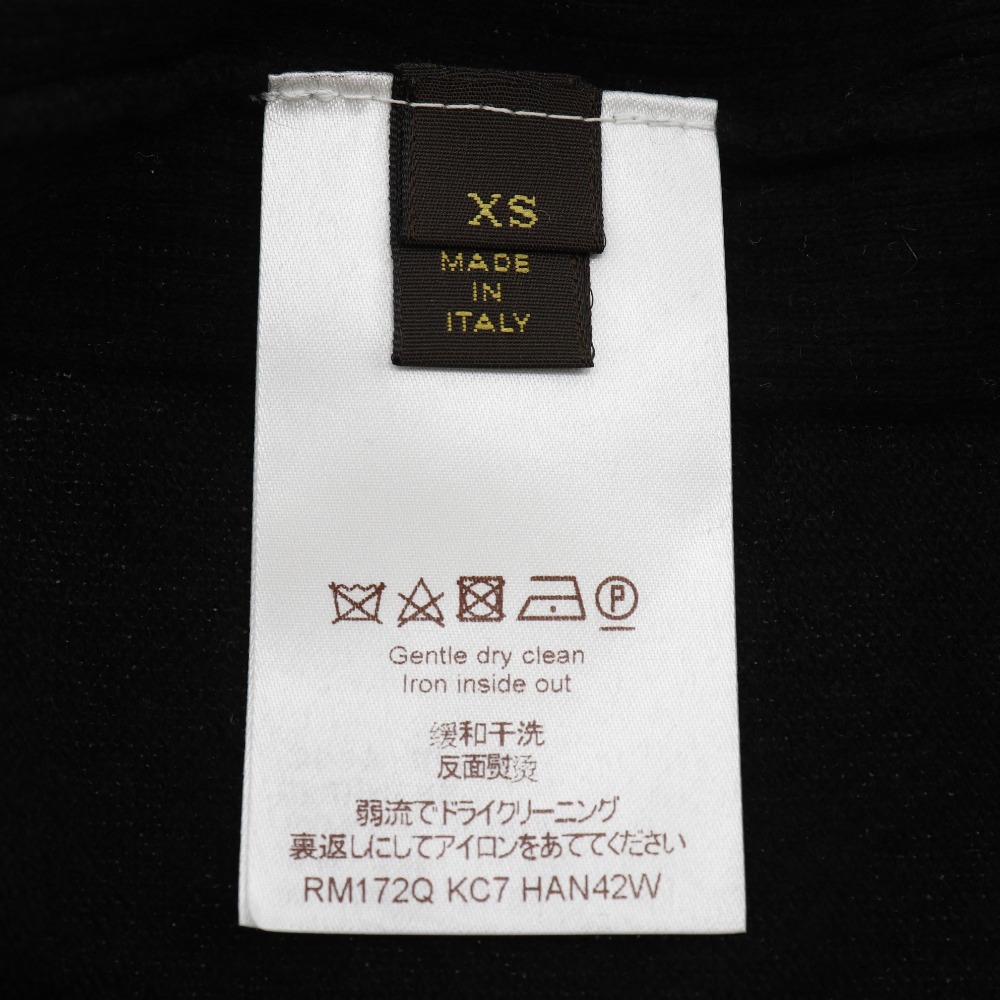 XS
MADE
IN
ITALY
P
Gentle dry clean
Iron inside out
缓和干洗
反面熨烫
弱流でドライクリーニング
裏返しにしてアイロンをあててください
RM172Q KC7 HAN42W